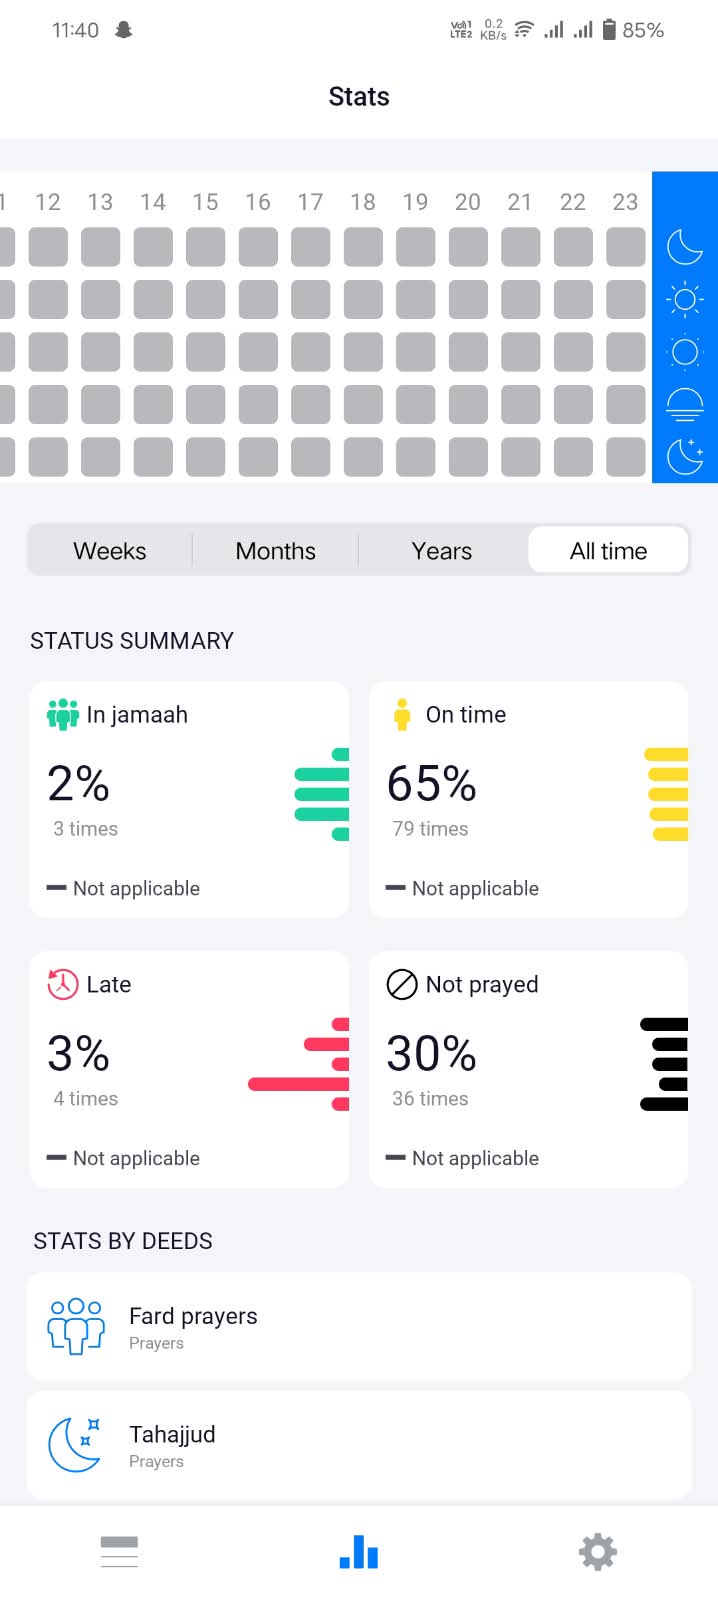 11:40 Vo))1 LTE2 0.2 KB/s 85%
Stats
12 13 14 15 16 17 18 19 20 21 22 23
Weeks Months Years All time
STATUS SUMMARY
In jamaah On time
2% 65%
3 times 79 times
Not applicable Not applicable
Late Not prayed
3% 30%
4 times 36 times
Not applicable Not applicable
STATS BY DEEDS
Fard prayers
Prayers
Tahajjud
Prayers